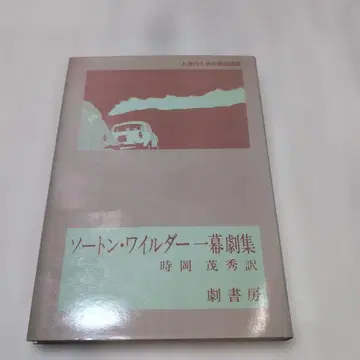 ソートン・ワイルダー一幕劇集
時岡 茂秀訳
劇書房